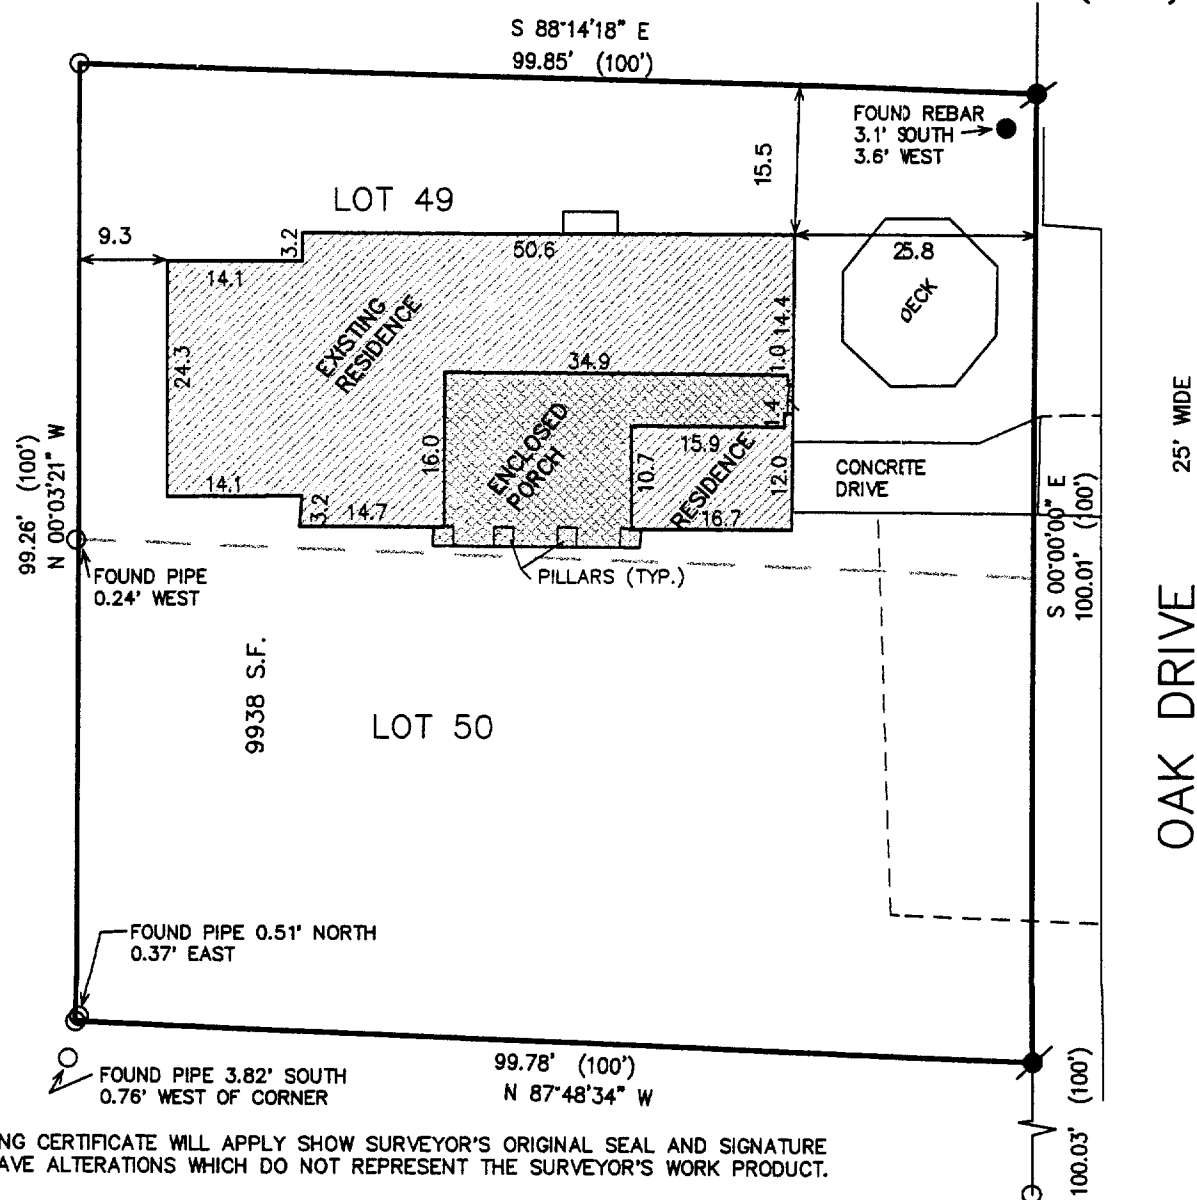 S 88°14'18" E
99.85' (100')
FOUND REBAR
3.1' SOUTH
3.6' WEST
15.5
LOT 49
9.3
3.2
50.6
25.8
14.1
DECK
EXISTING
RESIDENCE
14.4
24.3
34.9
1.0
1.4
25' WIDE
ENCLOSED
PORCH
16.0
15.9
10.7
RESIDENCE
12.0
CONCRETE
DRIVE
99.26' (100')
N 00°03'21" W
14.1
3.2
14.7
16.7
S 00°00'00" E
100.01' (100')
FOUND PIPE
0.24' WEST
PILLARS (TYP.)
OAK DRIVE
9938 S.F.
LOT 50
FOUND PIPE 0.51' NORTH
0.37' EAST
99.78' (100')
N 87°48'34" W
FOUND PIPE 3.82' SOUTH
0.76' WEST OF CORNER
100.03' (100')
NG CERTIFICATE WILL APPLY SHOW SURVEYOR'S ORIGINAL SEAL AND SIGNATURE
AVE ALTERATIONS WHICH DO NOT REPRESENT THE SURVEYOR'S WORK PRODUCT.